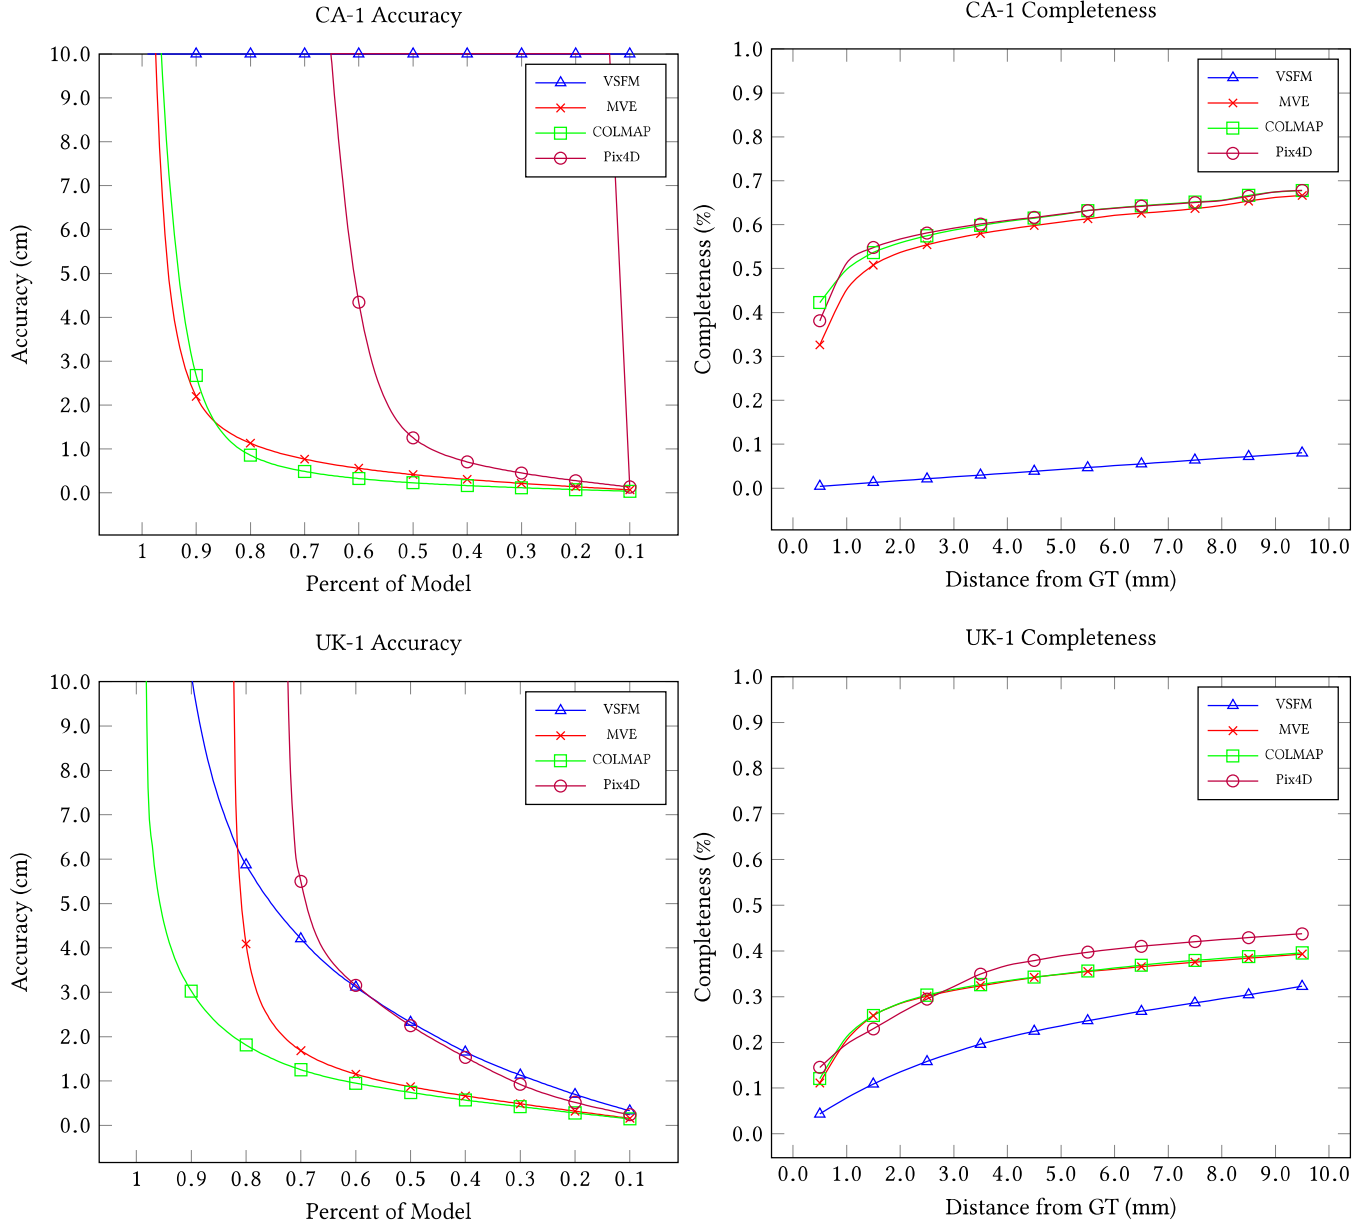 CA-1 Accuracy
10.0
9.0
8.0
7.0
6.0
5.0
4.0
3.0
2.0
1.0
0.0
Accuracy (cm)
VSFM
MVE
COLMAP
Pix4D
1 0.9 0.8 0.7 0.6 0.5 0.4 0.3 0.2 0.1
Percent of Model
CA-1 Completeness
1.0
0.9
0.8
0.7
0.6
0.5
0.4
0.3
0.2
0.1
0.0
Completeness (%)
VSFM
MVE
COLMAP
Pix4D
0.0 1.0 2.0 3.0 4.0 5.0 6.0 7.0 8.0 9.0 10.0
Distance from GT (mm)
UK-1 Accuracy
10.0
9.0
8.0
7.0
6.0
5.0
4.0
3.0
2.0
1.0
0.0
Accuracy (cm)
VSFM
MVE
COLMAP
Pix4D
1 0.9 0.8 0.7 0.6 0.5 0.4 0.3 0.2 0.1
Percent of Model
UK-1 Completeness
1.0
0.9
0.8
0.7
0.6
0.5
0.4
0.3
0.2
0.1
0.0
Completeness (%)
VSFM
MVE
COLMAP
Pix4D
0.0 1.0 2.0 3.0 4.0 5.0 6.0 7.0 8.0 9.0 10.0
Distance from GT (mm)